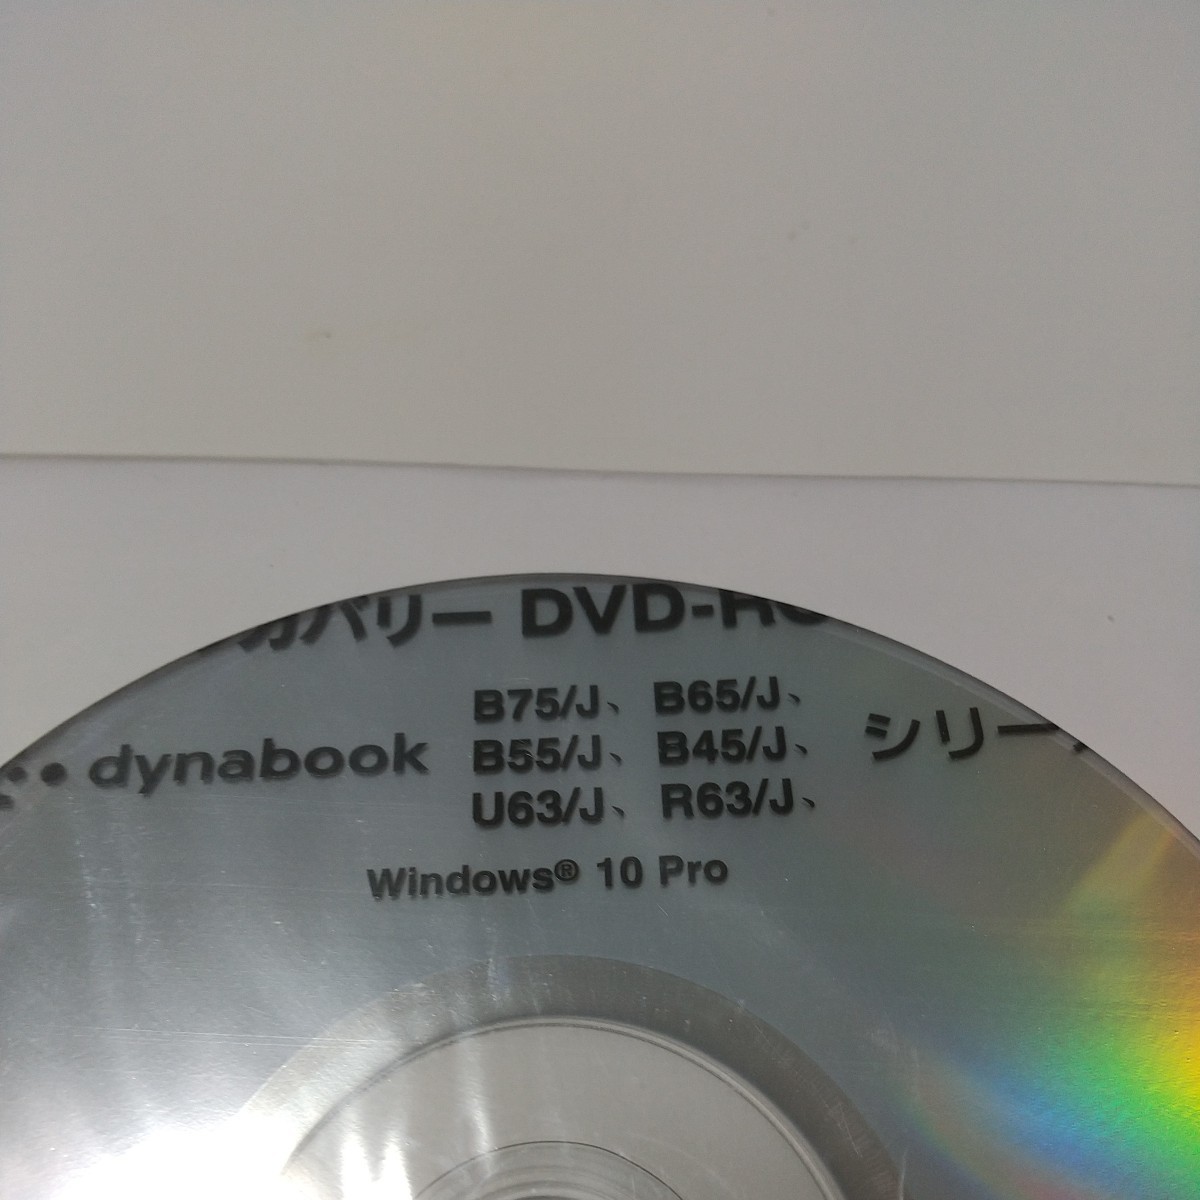 カバリー DVD-RO
B75/J、 B65/J、
dynabook B55/J、 B45/J、 シリー
U63/J、 R63/J、
Windows® 10 Pro